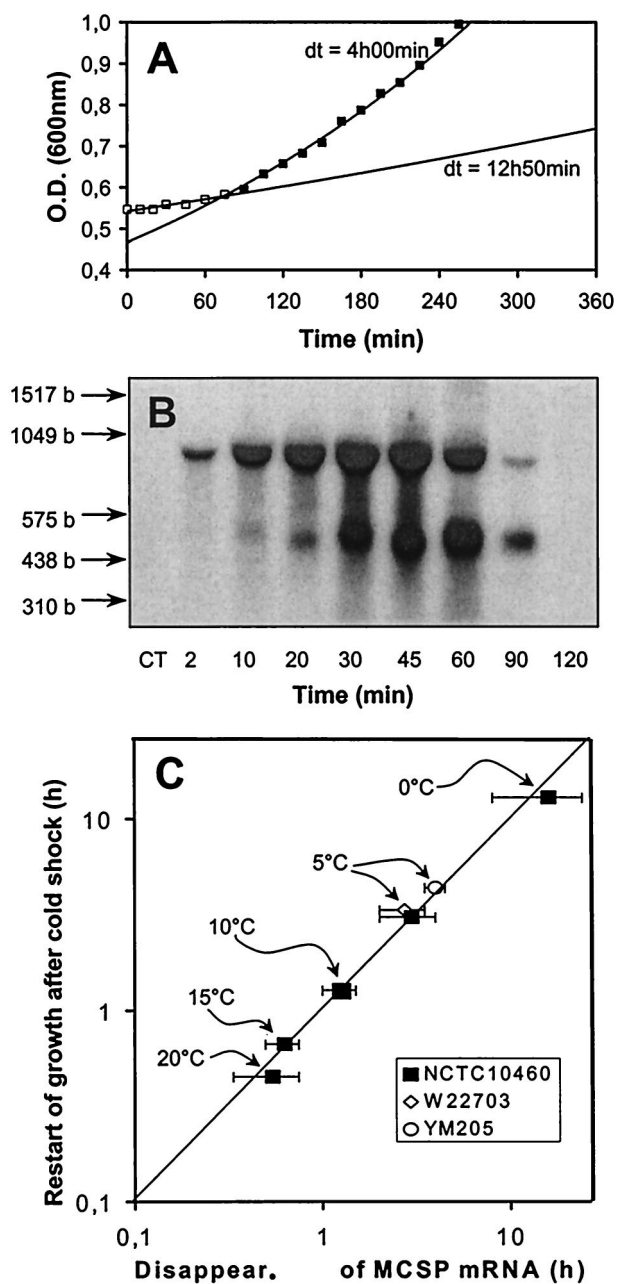 A
1,0
0,9
0,8
0,7
0,6
0,5
0,4
O.D. (600nm)
dt = 4h00min
dt = 12h50min
0 60 120 180 240 300 360
Time (min)
B
1517 b
1049 b
575 b
438 b
310 b
CT 2 10 20 30 45 60 90 120
Time (min)
C
Restart of growth after cold shock (h)
10
1
0,1
0°C
5°C
10°C
15°C
20°C
NCTC10460
W22703
YM205
0,1 1 10
Disappear. of MCSP mRNA (h)